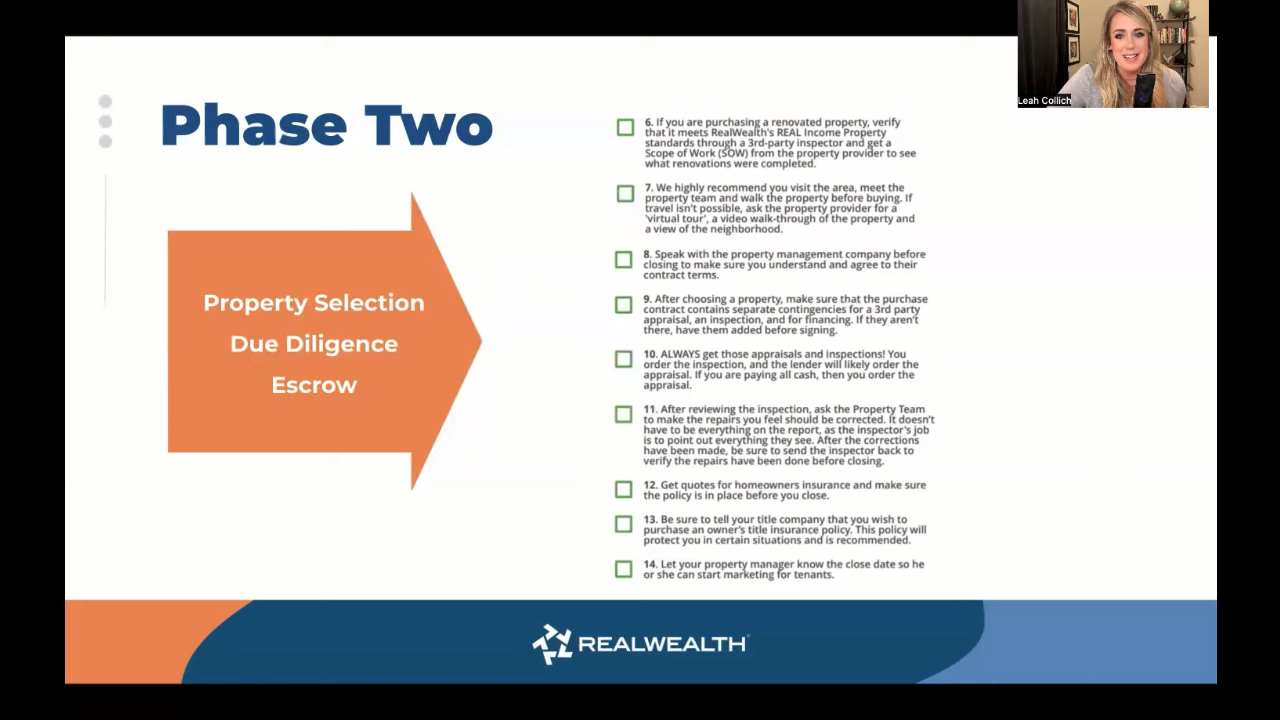 Leah Collich
Phase Two
Property Selection
Due Diligence
Escrow
6. If you are purchasing a renovated property, verify
that it meets RealWealth's REAL Income Property
standards through a 3rd-party inspector and get a
Scope of Work (SOW) from the property provider to see
what renovations were completed.
7. We highly recommend you visit the area, meet the
property team and walk the property before buying. If
travel isn't possible, ask the property provider for a
'virtual tour', a video walk-through of the property and
a view of the neighborhood.
8. Speak with the property management company before
closing to make sure you understand and agree to their
contract terms.
9. After choosing a property, make sure that the purchase
contract contains separate contingencies for a 3rd party
appraisal, an inspection, and for financing. If they aren't
there, have them added before signing.
10. ALWAYS get those appraisals and inspections! You
order the inspection, and the lender will likely order the
appraisal. If you are paying all cash, then you order the
appraisal.
11. After reviewing the inspection, ask the Property Team
to make the repairs you feel should be corrected. It doesn't
have to be everything on the report, as the inspector's job
is to point out everything they see. After the corrections
have been made, be sure to send the inspector back to
verify the repairs have been done before closing.
12. Get quotes for homeowners insurance and make sure
the policy is in place before you close.
13. Be sure to tell your title company that you wish to
purchase an owner's title insurance policy. This policy will
protect you in certain situations and is recommended.
14. Let your property manager know the close date so he
or she can start marketing for tenants.
REALWEALTH